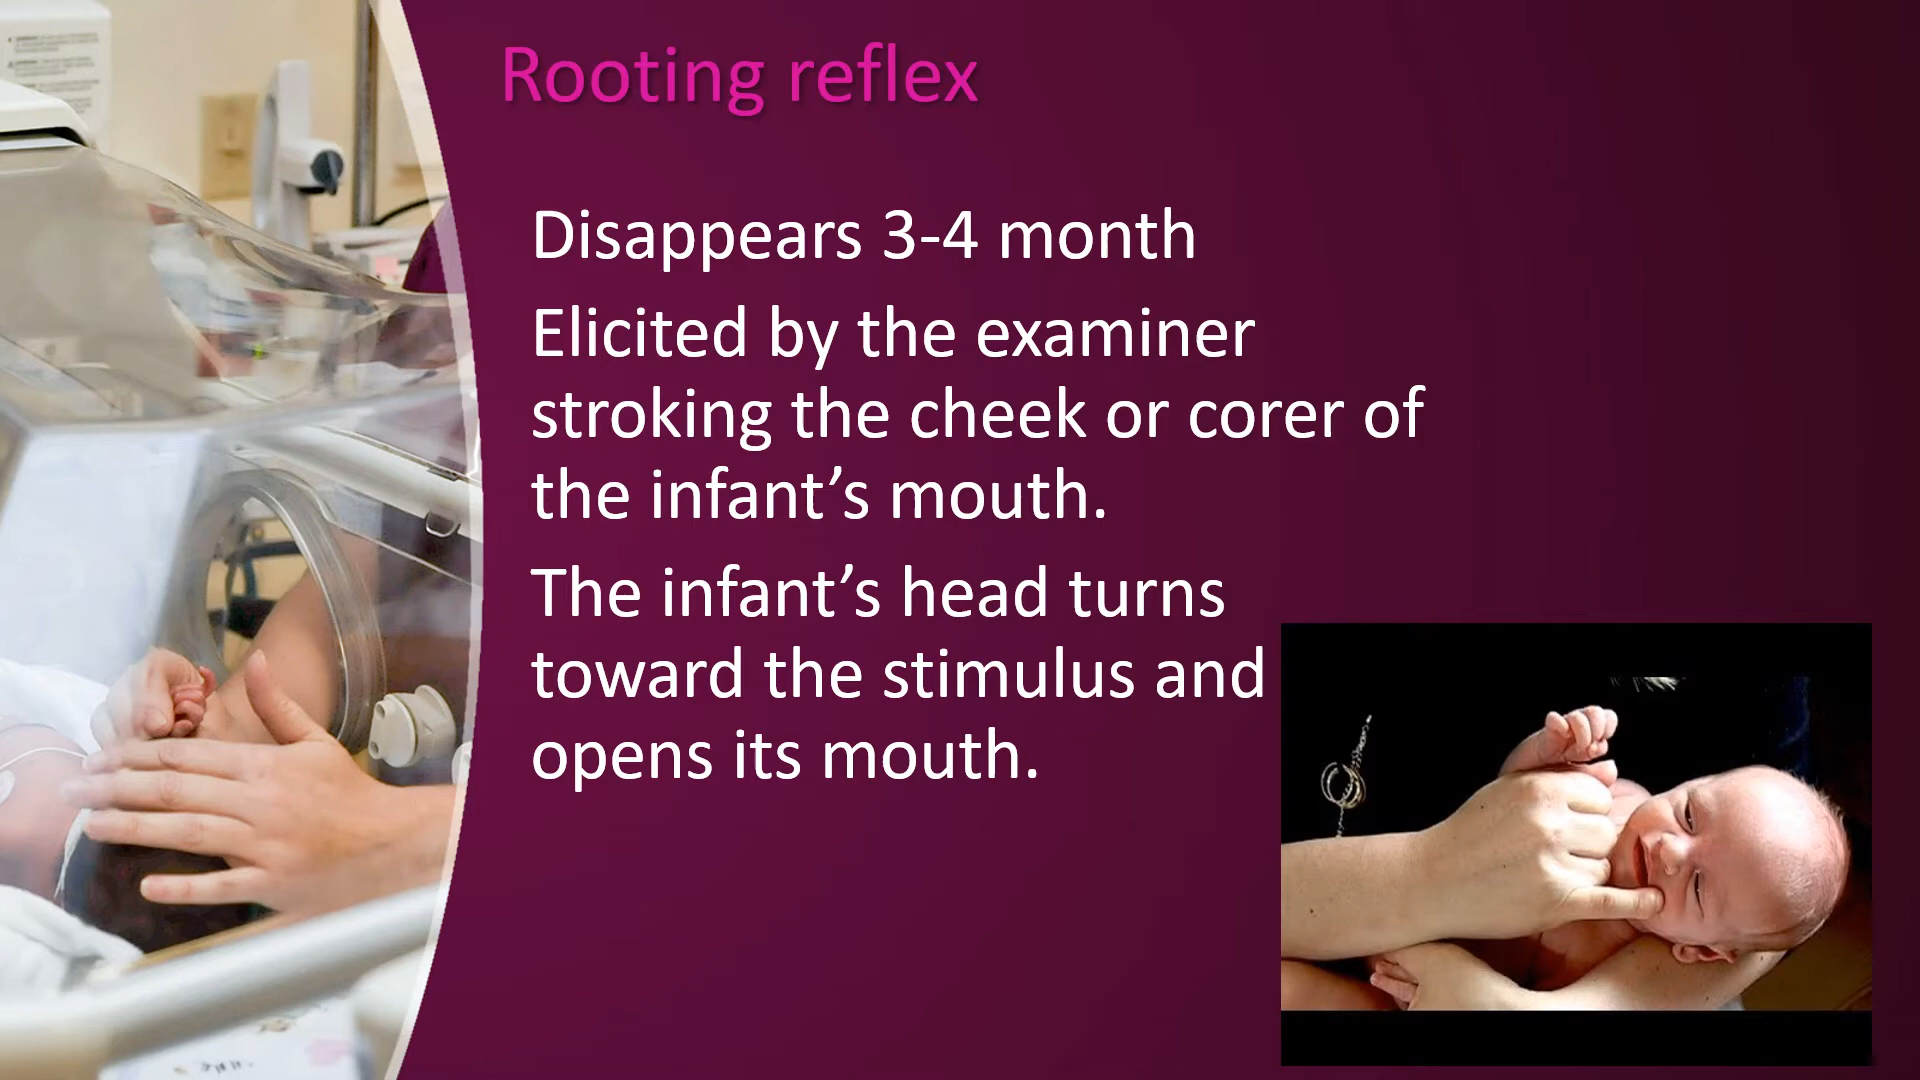 Rooting reflex
Disappears 3-4 month
Elicited by the examiner
stroking the cheek or corer of
the infant’s mouth.
The infant’s head turns
toward the stimulus and
opens its mouth.